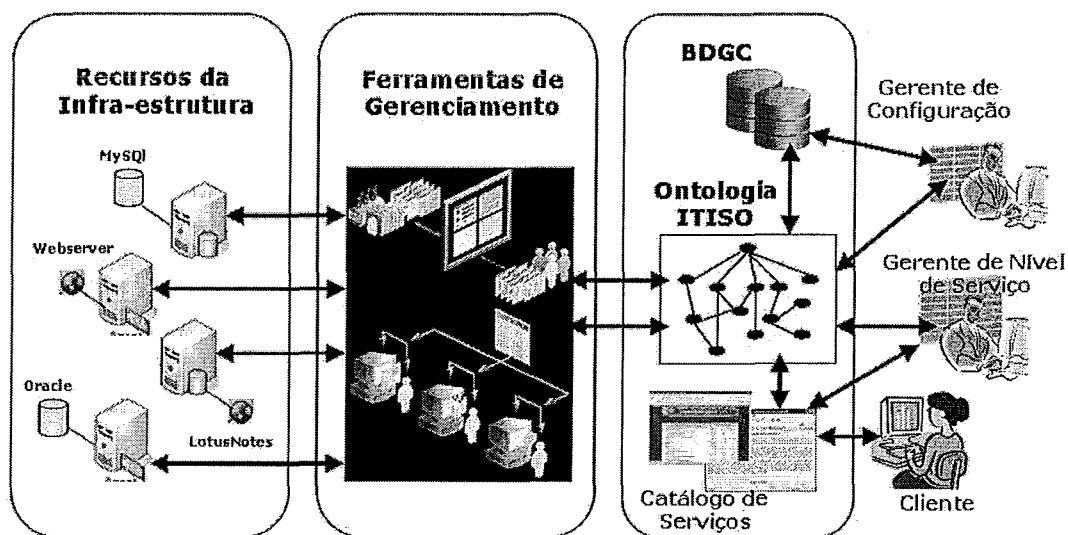 Recursos da
Infra-estrutura
MySQl
Webserver
Oracle
LotusNotes
Ferramentas de
Gerenciamento
BDGC
Ontologia
ITISO
Catálogo de
Serviços
Gerente de
Configuração
Gerente de Nível
de Serviço
Cliente